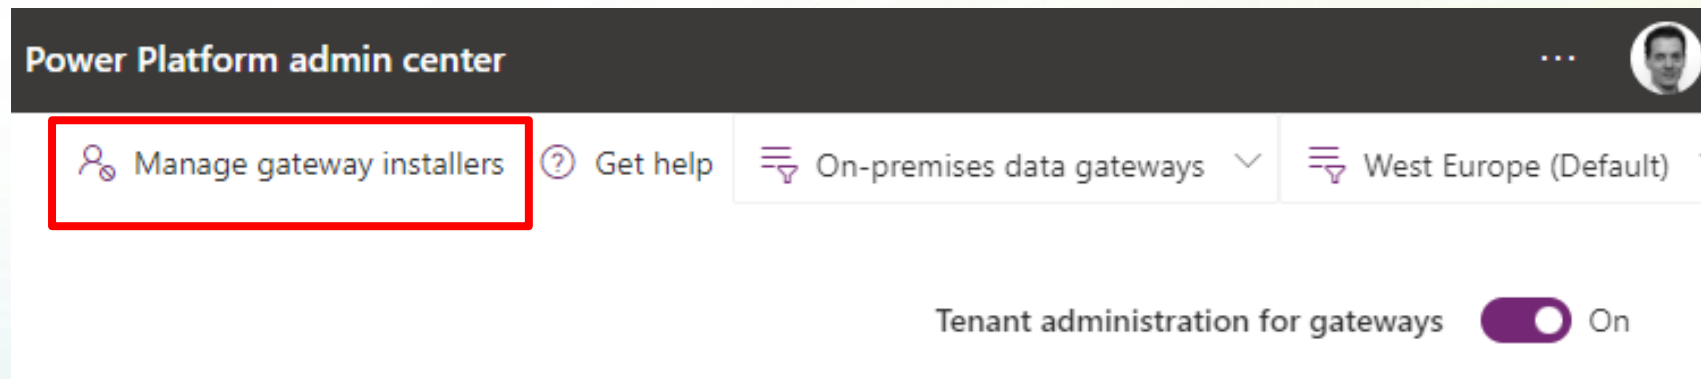 Power Platform admin center
Manage gateway installers Get help On-premises data gateways West Europe (Default)
Tenant administration for gateways On